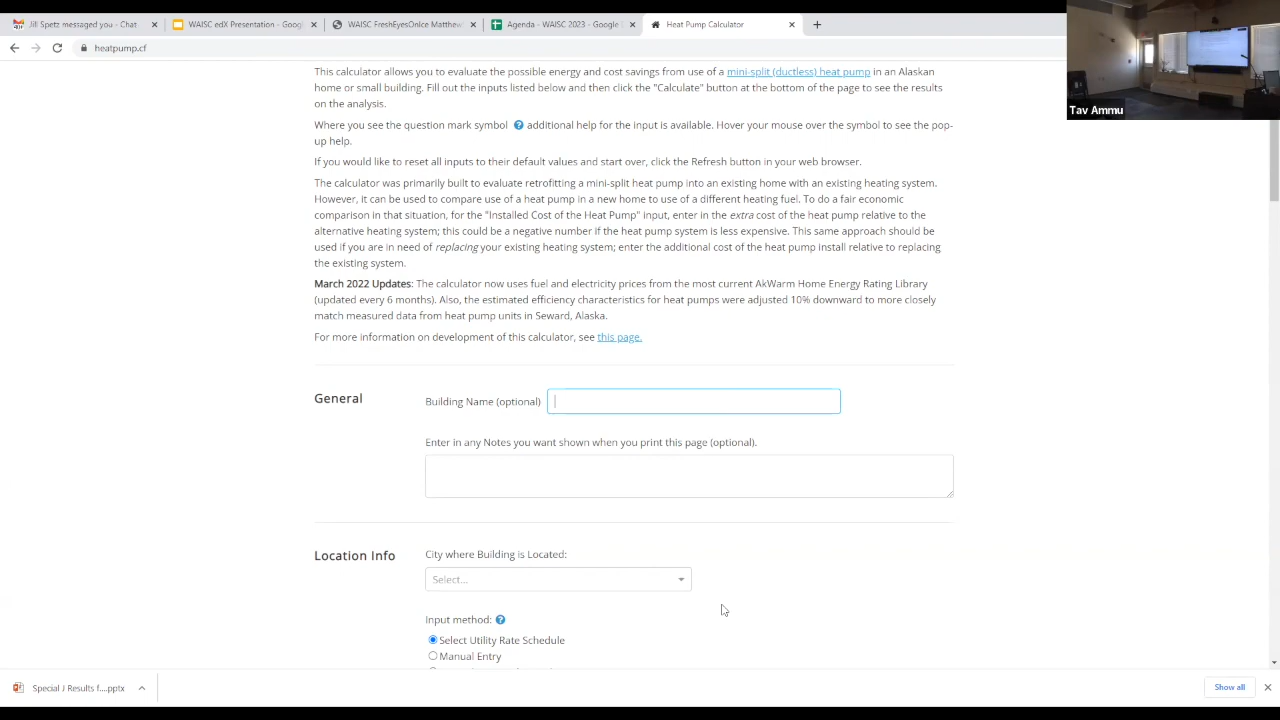 Jill Spetz messaged you - Chat
WAISC edX Presentation - Googl
WAISC FreshEyesOnIce Matthew
Agenda - WAISC 2023 - Google S
Heat Pump Calculator
heatpump.cf
Tav Ammu
This calculator allows you to evaluate the possible energy and cost savings from use of a mini-split (ductless) heat pump in an Alaskan
home or small building. Fill out the inputs listed below and then click the "Calculate" button at the bottom of the page to see the results
on the analysis.
Where you see the question mark symbol ? additional help for the input is available. Hover your mouse over the symbol to see the pop-
up help.
If you would like to reset all inputs to their default values and start over, click the Refresh button in your web browser.
The calculator was primarily built to evaluate retrofitting a mini-split heat pump into an existing home with an existing heating system.
However, it can be used to compare use of a heat pump in a new home to use of a different heating fuel. To do a fair economic
comparison in that situation, for the "Installed Cost of the Heat Pump" input, enter in the extra cost of the heat pump relative to the
alternative heating system; this could be a negative number if the heat pump system is less expensive. This same approach should be
used if you are in need of replacing your existing heating system; enter the additional cost of the heat pump install relative to replacing
the existing system.
March 2022 Updates: The calculator now uses fuel and electricity prices from the most current AkWarm Home Energy Rating Library
(updated every 6 months). Also, the estimated efficiency characteristics for heat pumps were adjusted 10% downward to more closely
match measured data from heat pump units in Seward, Alaska.
For more information on development of this calculator, see this page.
General
Building Name (optional)
Enter in any Notes you want shown when you print this page (optional).
Location Info
City where Building is Located:
Select...
Input method: ?
Select Utility Rate Schedule
Manual Entry
Special J Results f....pptx
Show all